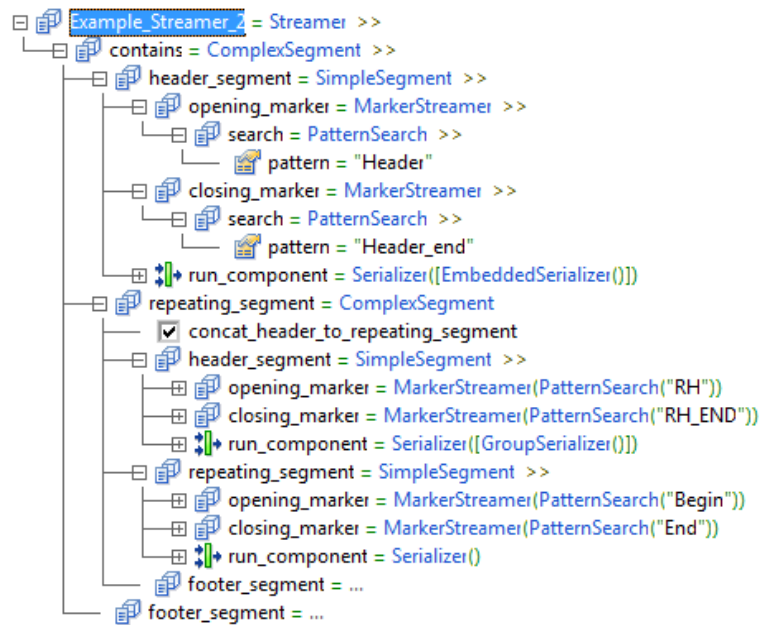 Example_Streamer_2 = Streamer >>
contains = ComplexSegment >>
header_segment = SimpleSegment >>
opening_marker = MarkerStreamer >>
search = PatternSearch >>
pattern = "Header"
closing_marker = MarkerStreamer >>
search = PatternSearch >>
pattern = "Header_end"
run_component = Serializer([EmbeddedSerializer()])
repeating_segment = ComplexSegment
concat_header_to_repeating_segment
header_segment = SimpleSegment >>
opening_marker = MarkerStreamer(PatternSearch("RH"))
closing_marker = MarkerStreamer(PatternSearch("RH_END"))
run_component = Serializer([GroupSerializer()])
repeating_segment = SimpleSegment >>
opening_marker = MarkerStreamer(PatternSearch("Begin"))
closing_marker = MarkerStreamer(PatternSearch("End"))
run_component = Serializer()
footer_segment = ...
footer_segment = ...